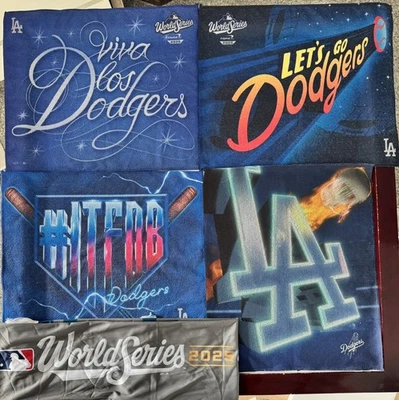 Viva
los
Dodgers
World Series
LA
World Series
LET'S GO
Dodgers
LA
#ITFDB
Dodgers
LA
LA
Dodgers
World Series 2025